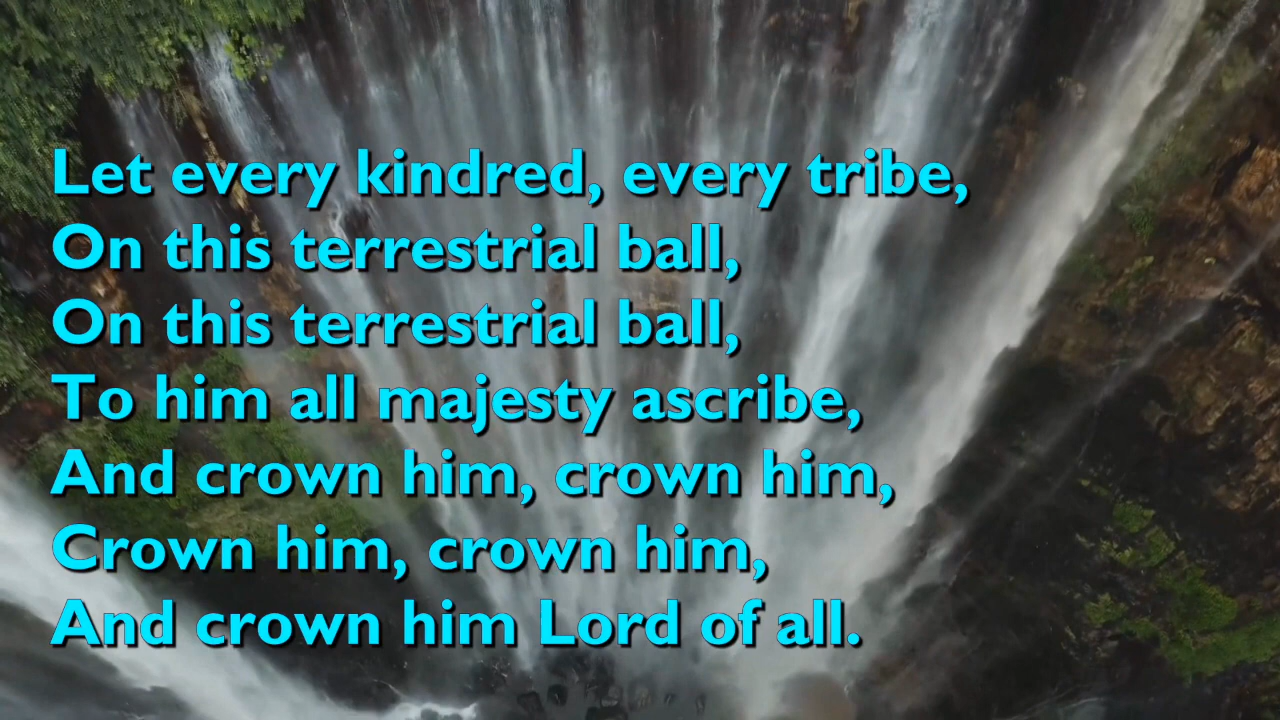 Let every kindred, every tribe,
On this terrestrial ball,
On this terrestrial ball,
To him all majesty ascribe,
And crown him, crown him,
Crown him, crown him,
And crown him Lord of all.